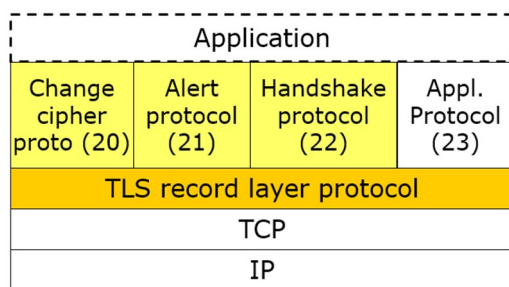 Application
Change
cipher
proto (20)
Alert
protocol
(21)
Handshake
protocol
(22)
Appl.
Protocol
(23)
TLS record layer protocol
TCP
IP